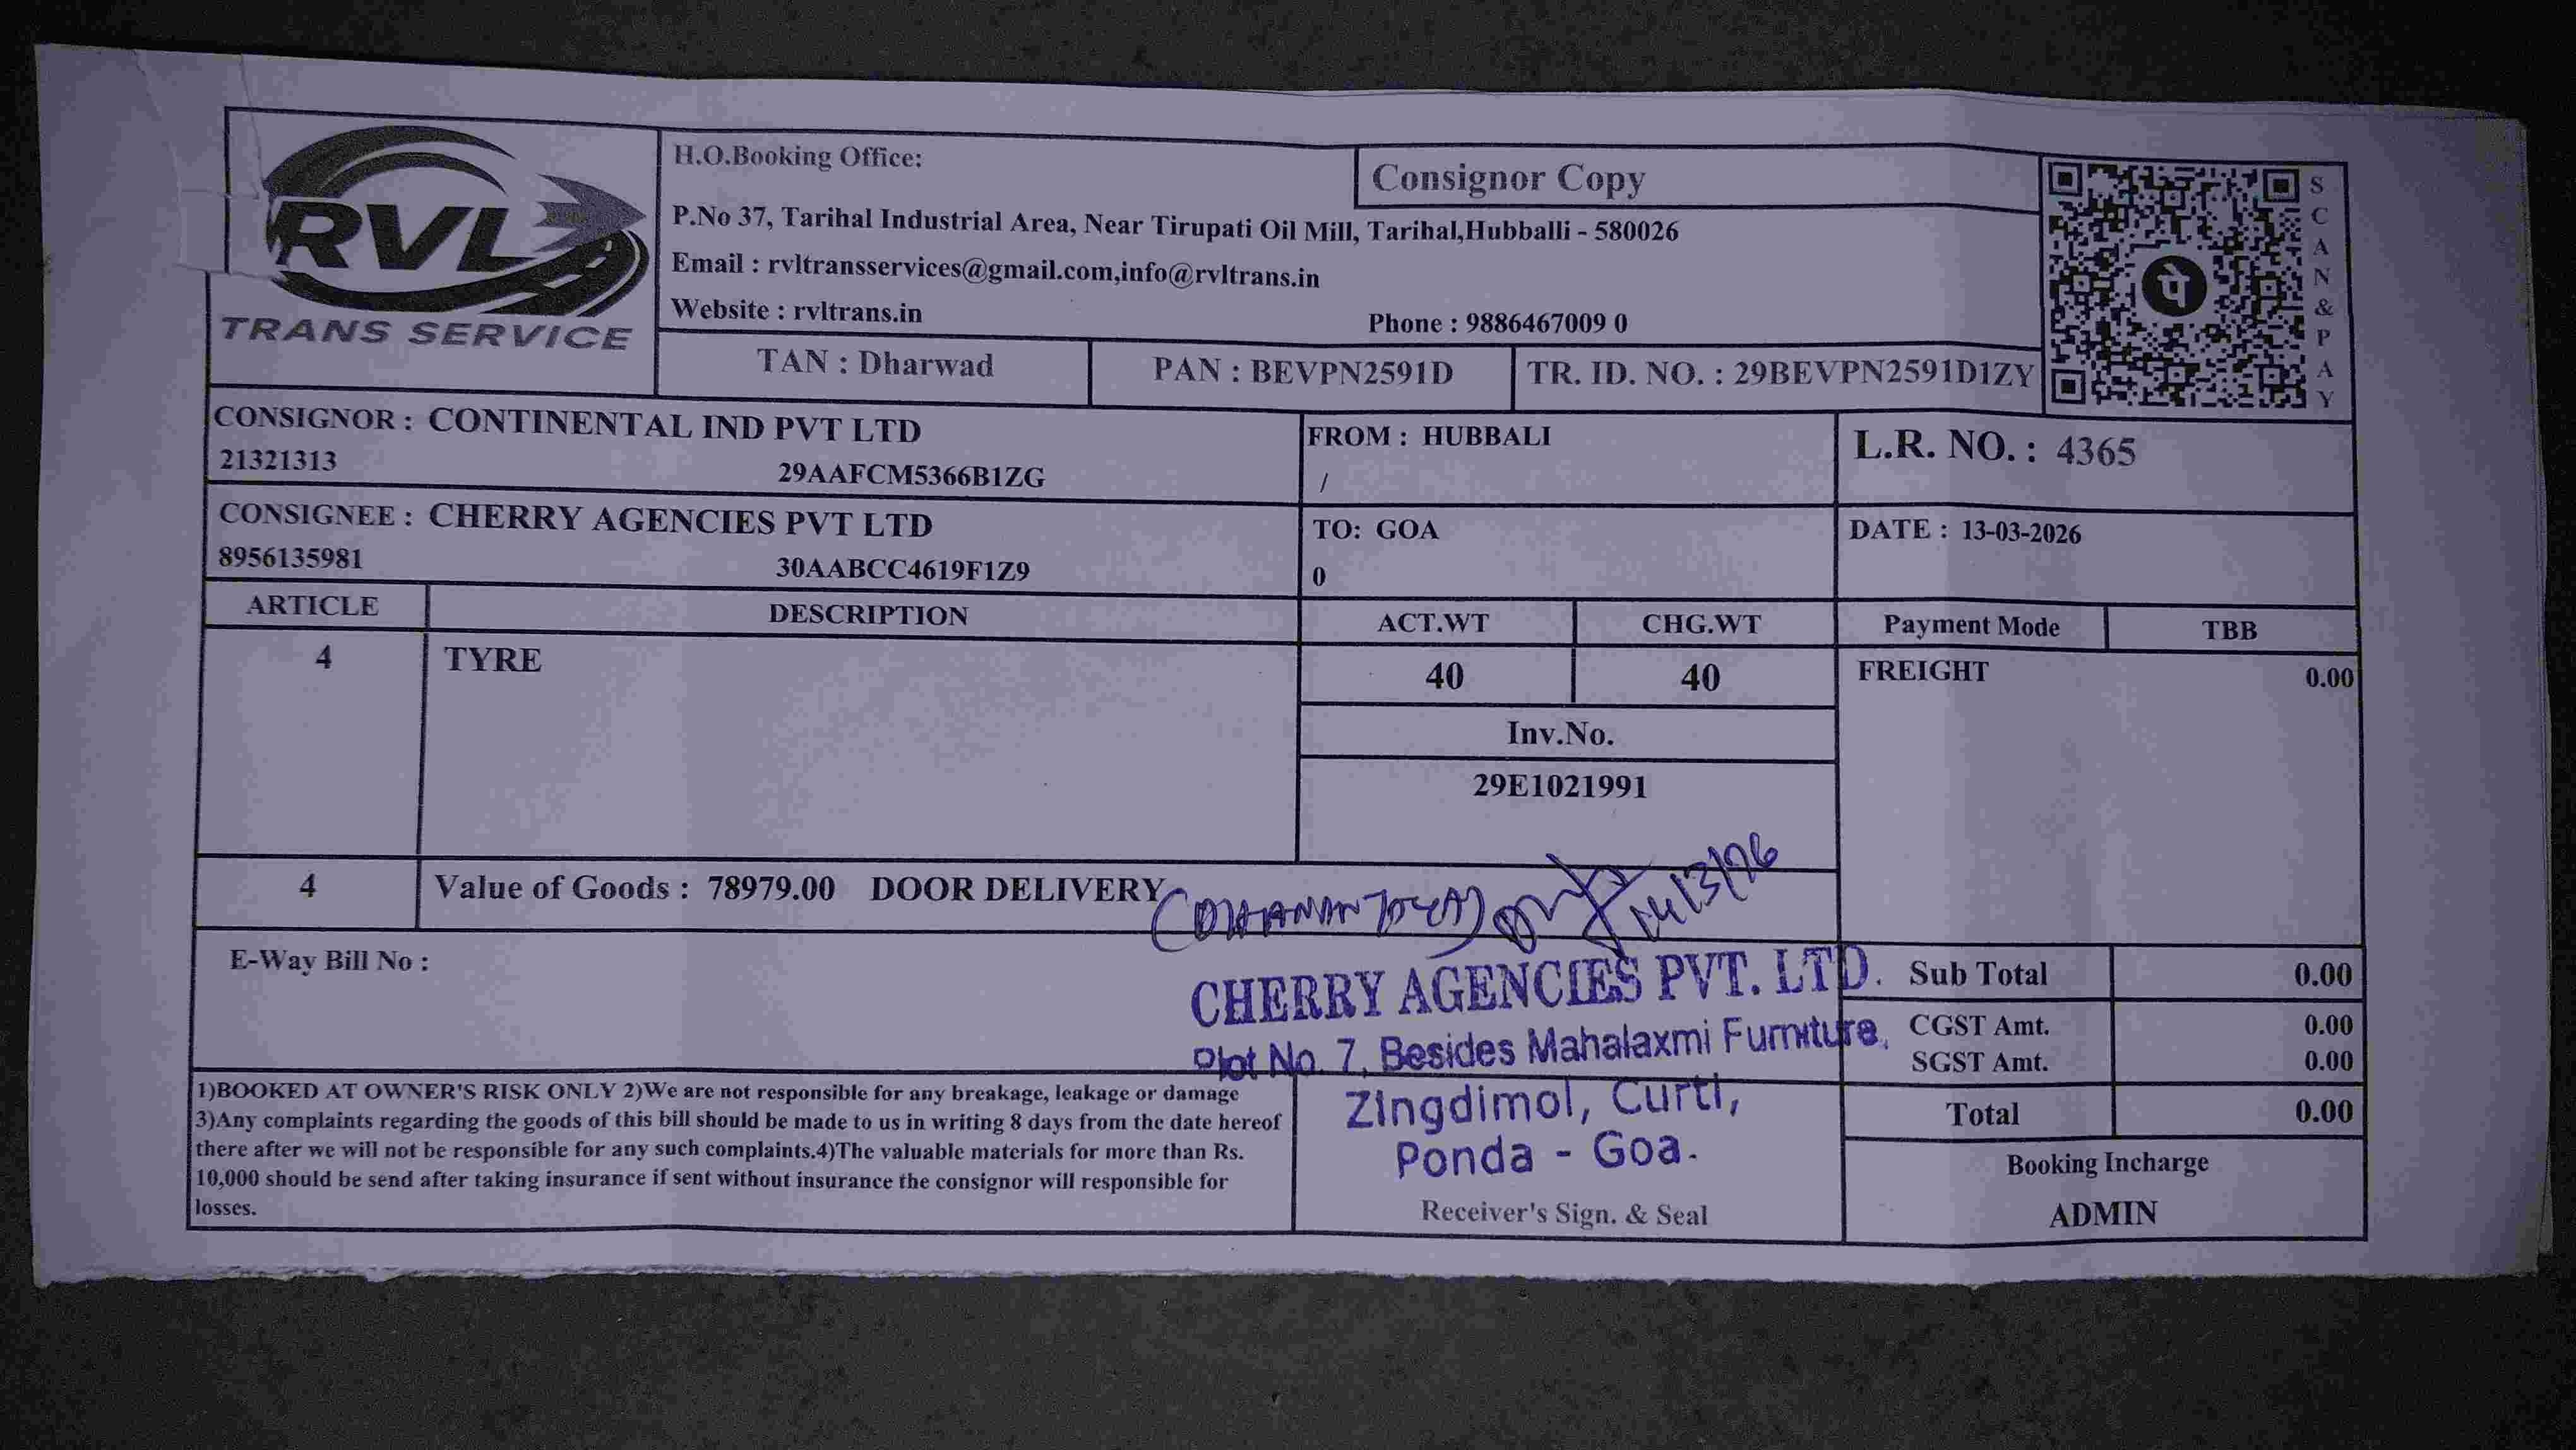 RVL
TRANS SERVICE
H.O.Booking Office:
Consignor Copy
P.No 37, Tarihal Industrial Area, Near Tirupati Oil Mill, Tarihal,Hubballi - 580026
Email : rvltransservices@gmail.com,info@rvltrans.in
Website : rvltrans.in Phone : 9886467009 0
TAN : Dharwad PAN : BEVPN2591D TR. ID. NO. : 29BEVPN2591D1ZY
पे
SCAN&PAY
CONSIGNOR : CONTINENTAL IND PVT LTD
21321313 29AAFCM5366B1ZG
FROM : HUBBALI
/
L.R. NO. : 4365
CONSIGNEE : CHERRY AGENCIES PVT LTD
8956135981 30AABCC4619F1Z9
TO: GOA
0
DATE : 13-03-2026
ARTICLE DESCRIPTION ACT.WT CHG.WT Payment Mode TBB
4 TYRE 40 40 FREIGHT 0.00
Inv.No.
29E1021991
4 Value of Goods : 78979.00 DOOR DELIVERY
14/3/26
E-Way Bill No :
CHERRY AGENCIES PVT. LTD.
Plot No. 7, Besides Mahalaxmi Furniture,
Zingdimol, Curti,
Ponda - Goa.
Sub Total 0.00
CGST Amt. 0.00
SGST Amt. 0.00
Total 0.00
1)BOOKED AT OWNER'S RISK ONLY 2)We are not responsible for any breakage, leakage or damage
3)Any complaints regarding the goods of this bill should be made to us in writing 8 days from the date hereof
there after we will not be responsible for any such complaints.4)The valuable materials for more than Rs.
10,000 should be send after taking insurance if sent without insurance the consignor will responsible for
losses.
Receiver's Sign. & Seal
Booking Incharge
ADMIN